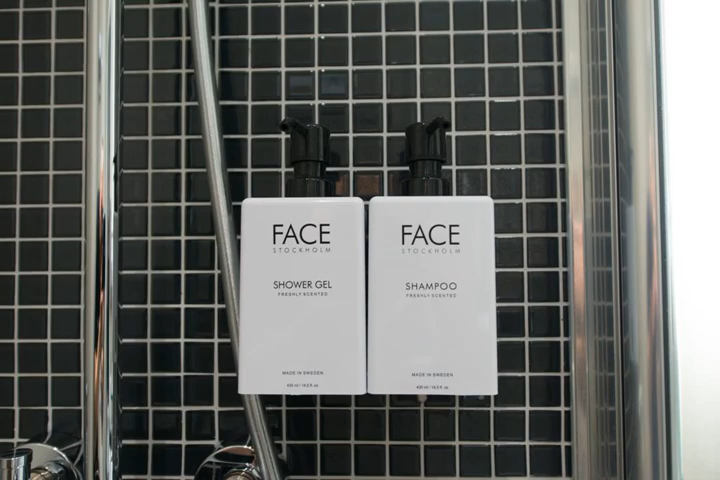 FACE
STOCKHOLM
SHOWER GEL
FRESHLY SCENTED
MADE IN SWEDEN
FACE
STOCKHOLM
SHAMPOO
FRESHLY SCENTED
MADE IN SWEDEN